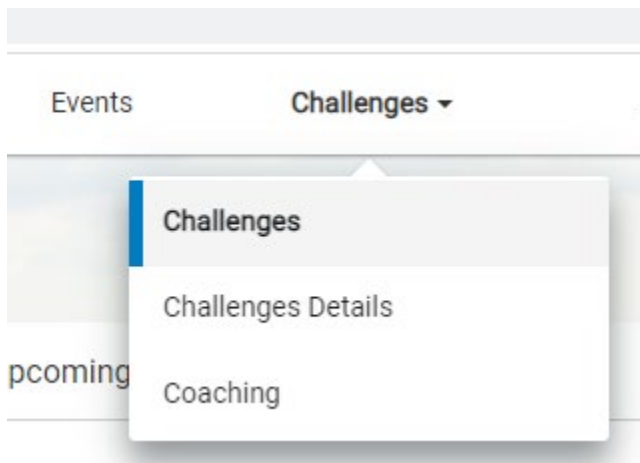 Events
Challenges
Challenges
Challenges Details
pcoming
Coaching